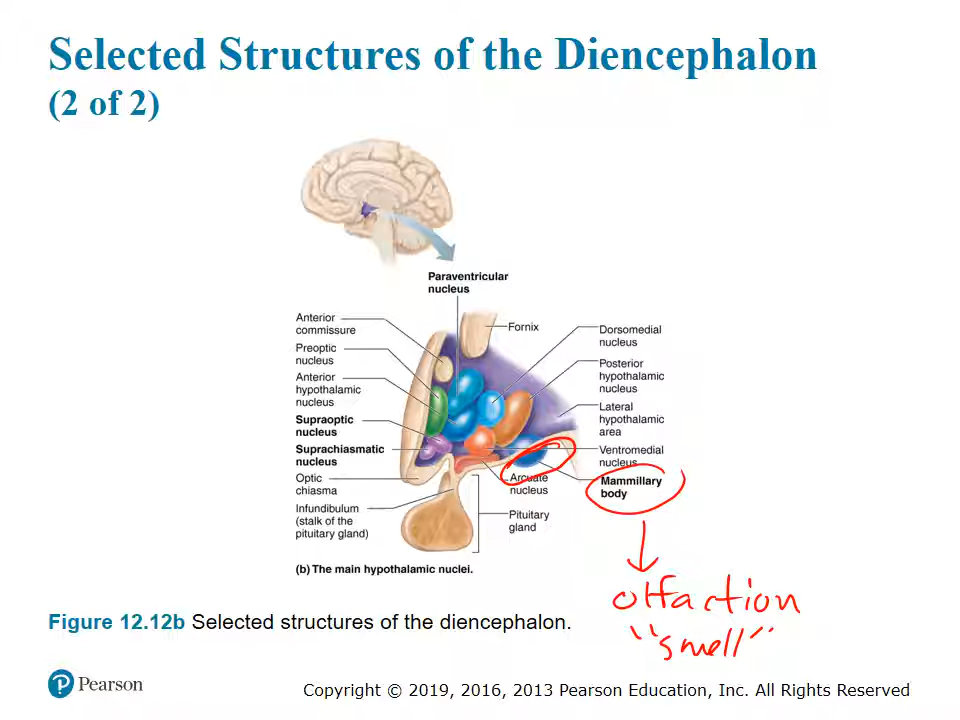 Selected Structures of the Diencephalon
(2 of 2)
Paraventricular
nucleus
Anterior
commissure
Preoptic
nucleus
Anterior
hypothalamic
nucleus
Supraoptic
nucleus
Suprachiasmatic
nucleus
Optic
chiasma
Infundibulum
(stalk of the
pituitary gland)
Fornix
Arcuate
nucleus
Pituitary
gland
Dorsomedial
nucleus
Posterior
hypothalamic
nucleus
Lateral
hypothalamic
area
Ventromedial
nucleus
Mammillary
body
olfaction
"smell"
(b) The main hypothalamic nuclei.
Figure 12.12b Selected structures of the diencephalon.
P Pearson
Copyright © 2019, 2016, 2013 Pearson Education, Inc. All Rights Reserved